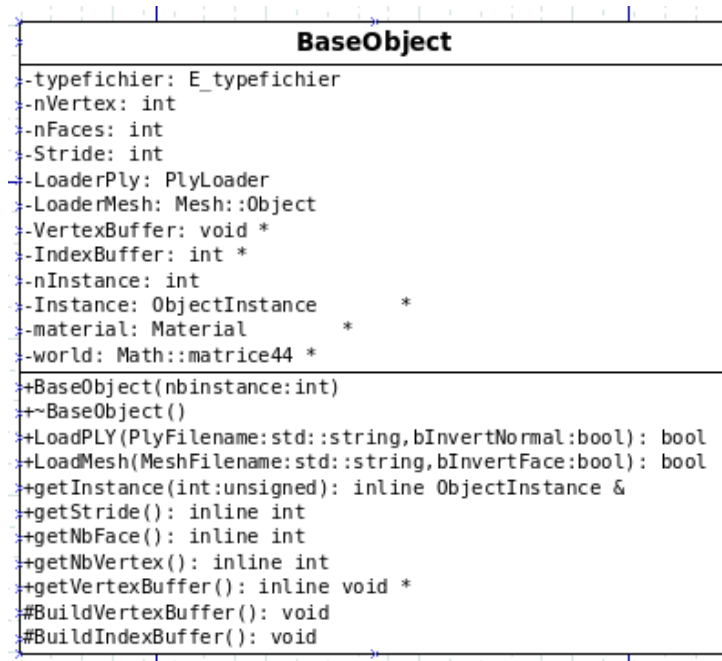 BaseObject
-typefichier: E_typefichier
-nVertex: int
-nFaces: int
-Stride: int
-LoaderPly: PlyLoader
-LoaderMesh: Mesh::Object
-VertexBuffer: void *
-IndexBuffer: int *
-nInstance: int
-Instance: ObjectInstance *
-material: Material *
-world: Math::matrice44 *
+BaseObject(nbinstance:int)
+~BaseObject()
+LoadPLY(PlyFilename:std::string,bInvertNormal:bool): bool
+LoadMesh(MeshFilename:std::string,bInvertFace:bool): bool
+getInstance(int:unsigned): inline ObjectInstance &
+getStride(): inline int
+getNbFace(): inline int
+getNbVertex(): inline int
+getVertexBuffer(): inline void *
#BuildVertexBuffer(): void
#BuildIndexBuffer(): void